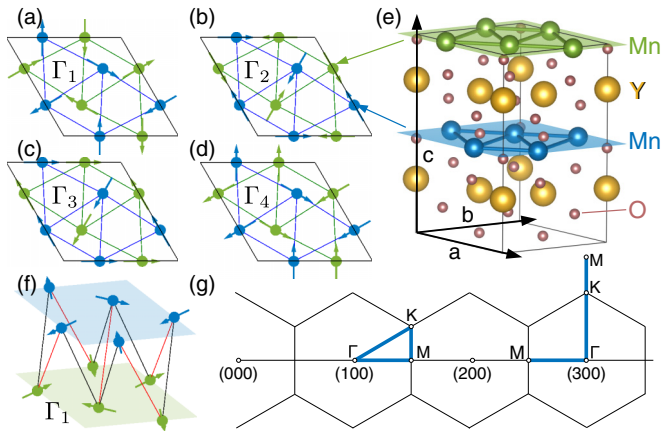 (a)
Γ1
(b)
Γ2
(c)
Γ3
(d)
Γ4
(e)
Mn
Y
Mn
O
c
b
a
(f)
Γ1
(g)
M
K
K
Γ
M
M
Γ
(000)
(100)
(200)
(300)